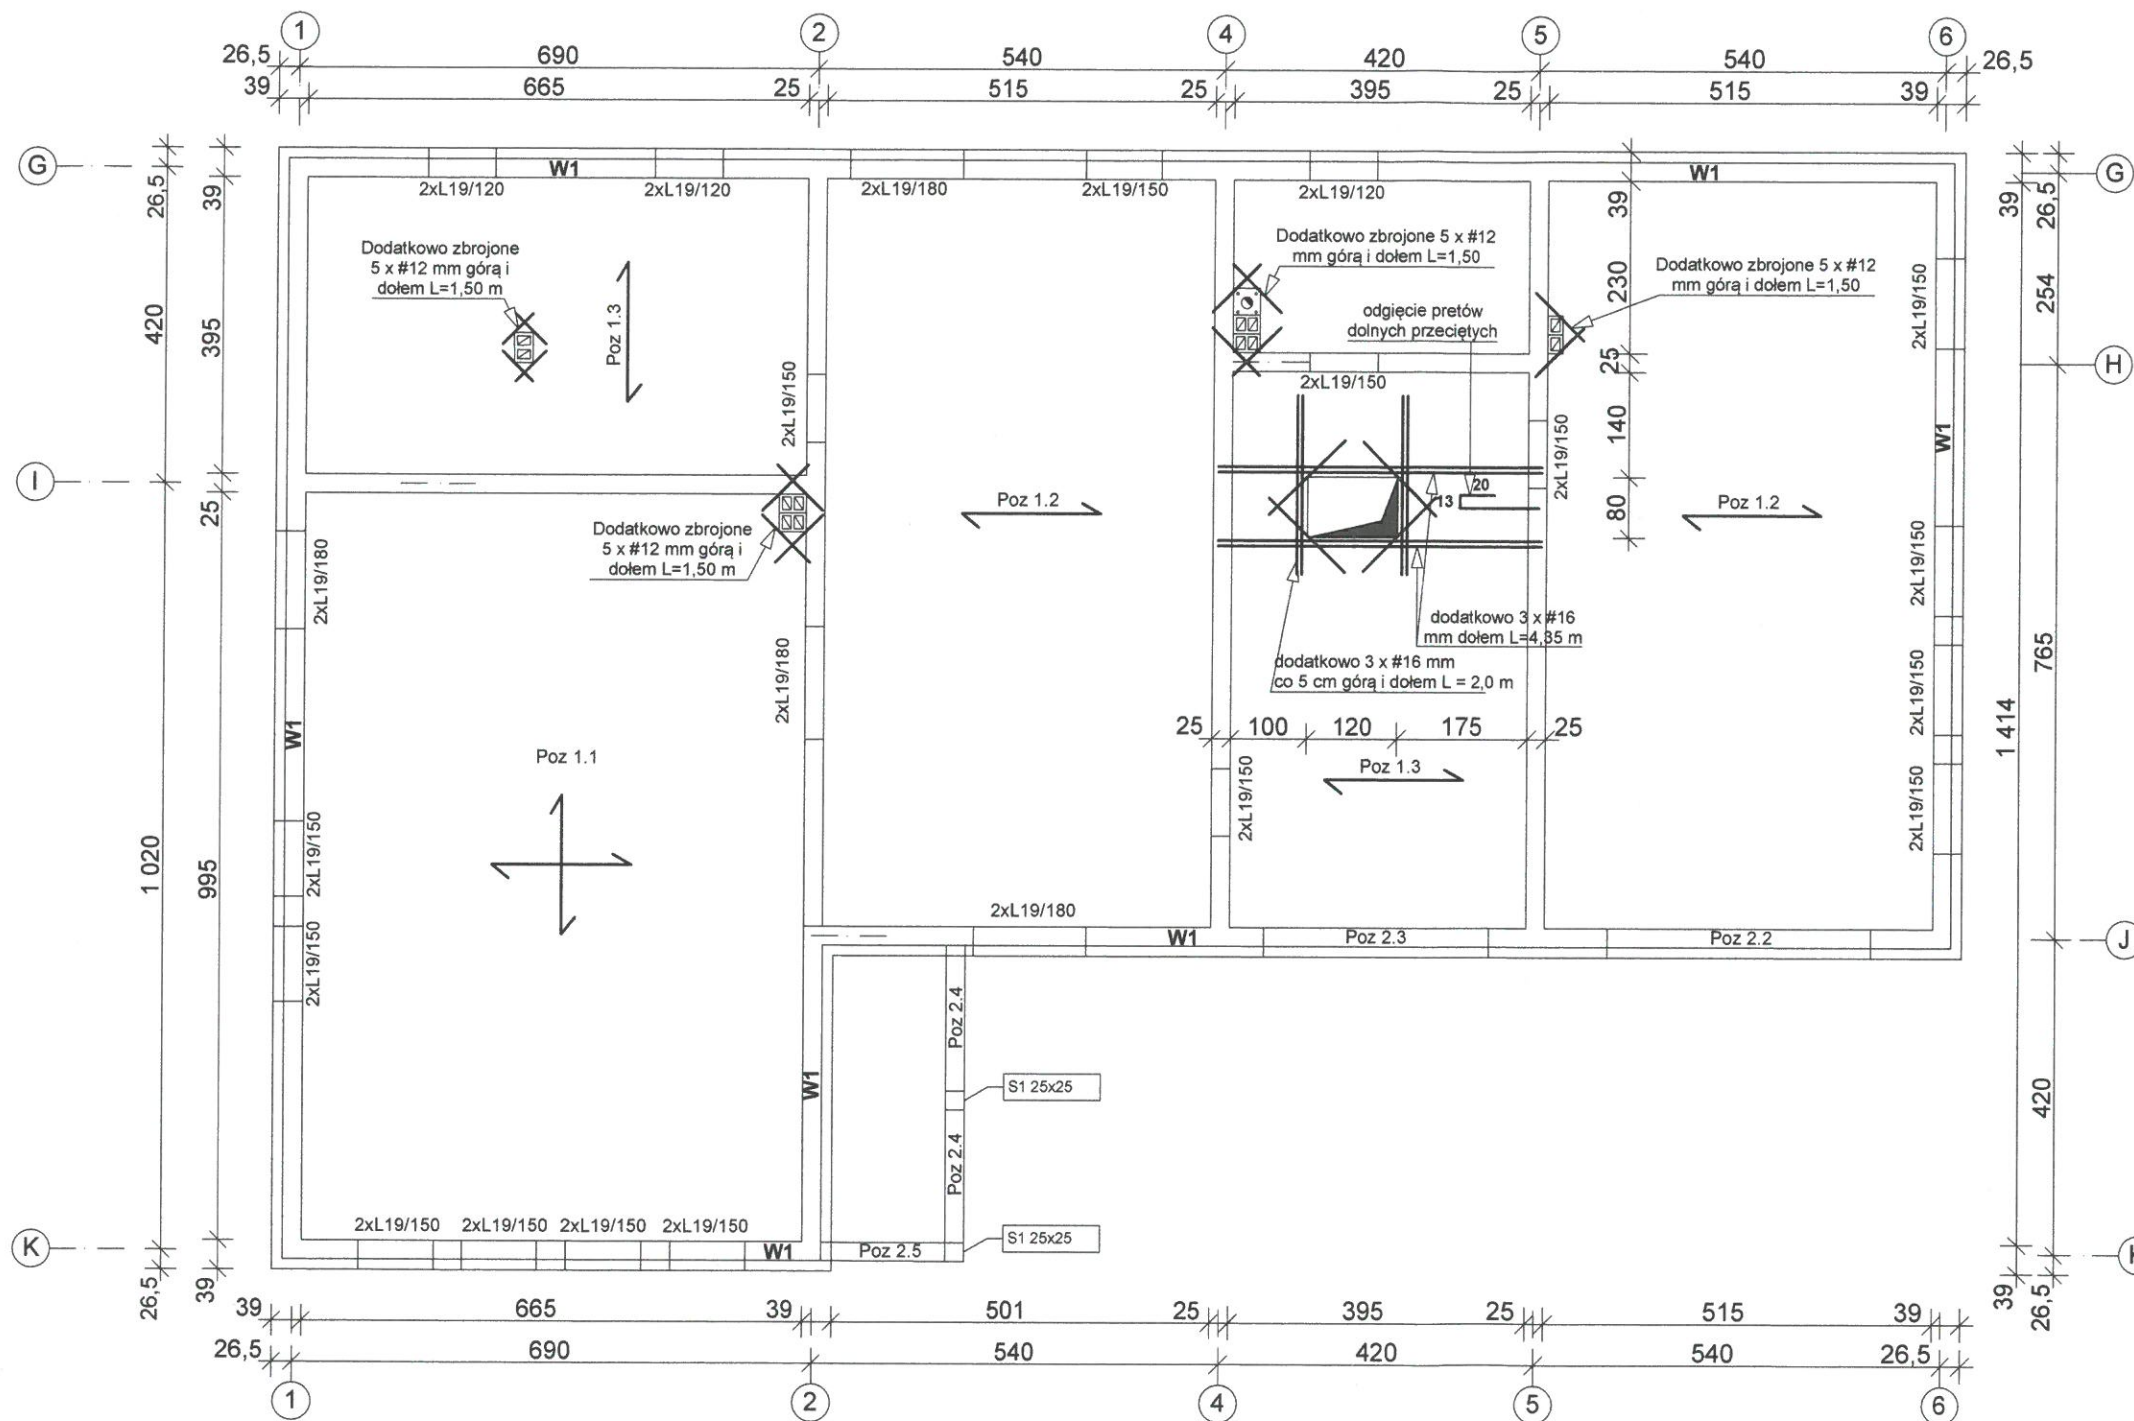 1 2 4 5 6
26,5 690 540 420 540 26,5
39 665 25 515 25 395 25 515 39
G
G
W1
W1
2xL19/120
2xL19/120
2xL19/180
2xL19/150
2xL19/120
26,5
39
39
39
26,5
Dodatkowo zbrojone
5 x #12 mm górą i
dołem L=1,50 m
Poz 1.3
Dodatkowo zbrojone 5 x #12
mm górą i dołem L=1,50
Dodatkowo zbrojone 5 x #12
mm górą i dołem L=1,50
odgięcie pretów
dolnych przeciętych
230
254
2xL19/150
420
395
25
H
2xL19/150
2xL19/150
2xL19/150
140
W1
I
25
Poz 1.2
13
20
80
Poz 1.2
Dodatkowo zbrojone
5 x #12 mm górą i
dołem L=1,50 m
2xL19/180
2xL19/150
dodatkowo 3 x #16
mm dołem L=4,35 m
dodatkowo 3 x #16 mm
co 5 cm górą i dołem L = 2,0 m
2xL19/180
2xL19/150
765
W1
25 100 120 175 25
1 414
Poz 1.1
Poz 1.3
2xL19/150
2xL19/150
1 020
995
2xL19/150
2xL19/150
2xL19/180
W1
Poz 2.3
Poz 2.2
J
Poz 2.4
W1
S1 25x25
420
Poz 2.4
2xL19/150
2xL19/150
2xL19/150
2xL19/150
K
W1
Poz 2.5
S1 25x25
26,5
39
39
26,5
39 665 39 501 25 395 25 515 39
26,5 690 540 420 540 26,5
1 2 4 5 6